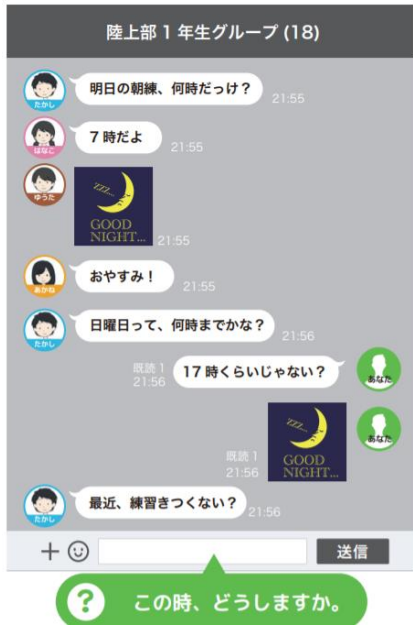 陸上部1年生グループ (18)
明日の朝練、何時だっけ？
21:55
たかし
7時だよ
21:55
はなこ
ZZZ...
GOOD
NIGHT...
21:55
ゆうた
おやすみ！
21:55
あかね
日曜日って、何時までかな？
21:56
たかし
既読 1
21:56
17時くらいじゃない？
あなた
ZZZ...
GOOD
NIGHT...
既読 1
21:56
あなた
最近、練習きつくない？
21:56
たかし
送信
? この時、どうしますか。